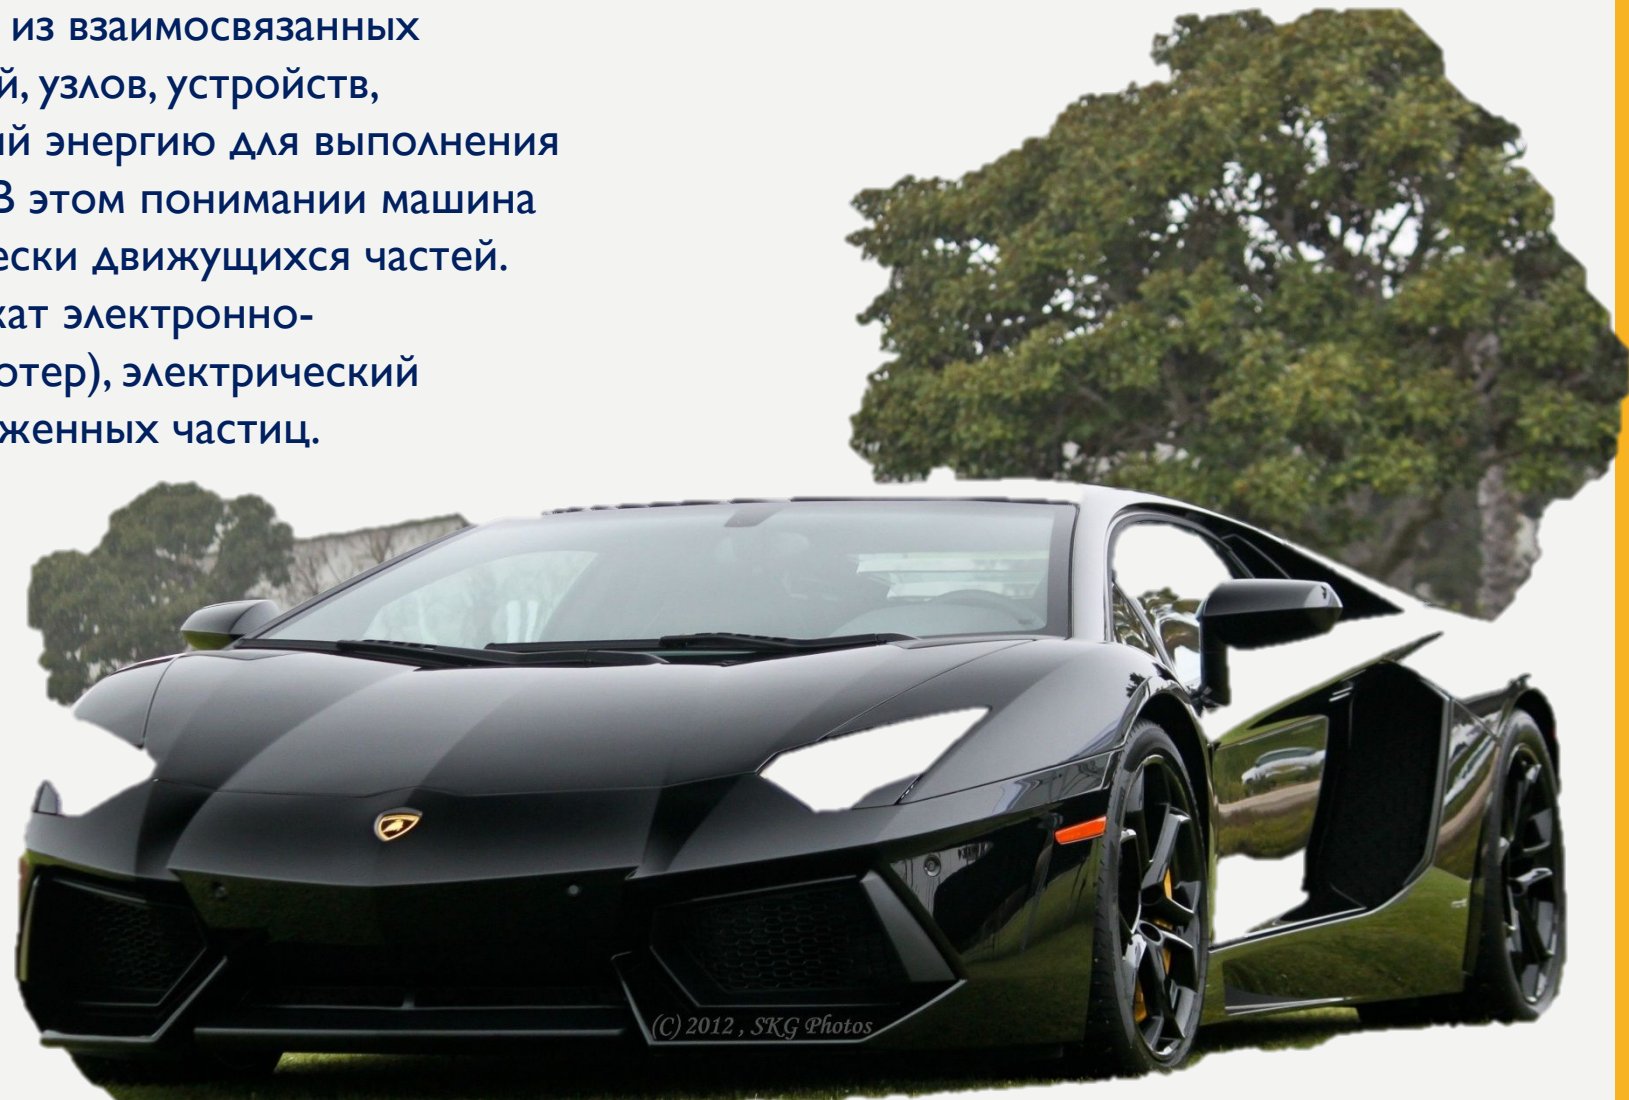 из взаимосвязанных
й, узлов, устройств,
ий энергию для выполнения
В этом понимании машина
ески движущихся частей.
жат электронно-
отер), электрический
женных частиц.
(C) 2012 , SKG Photos